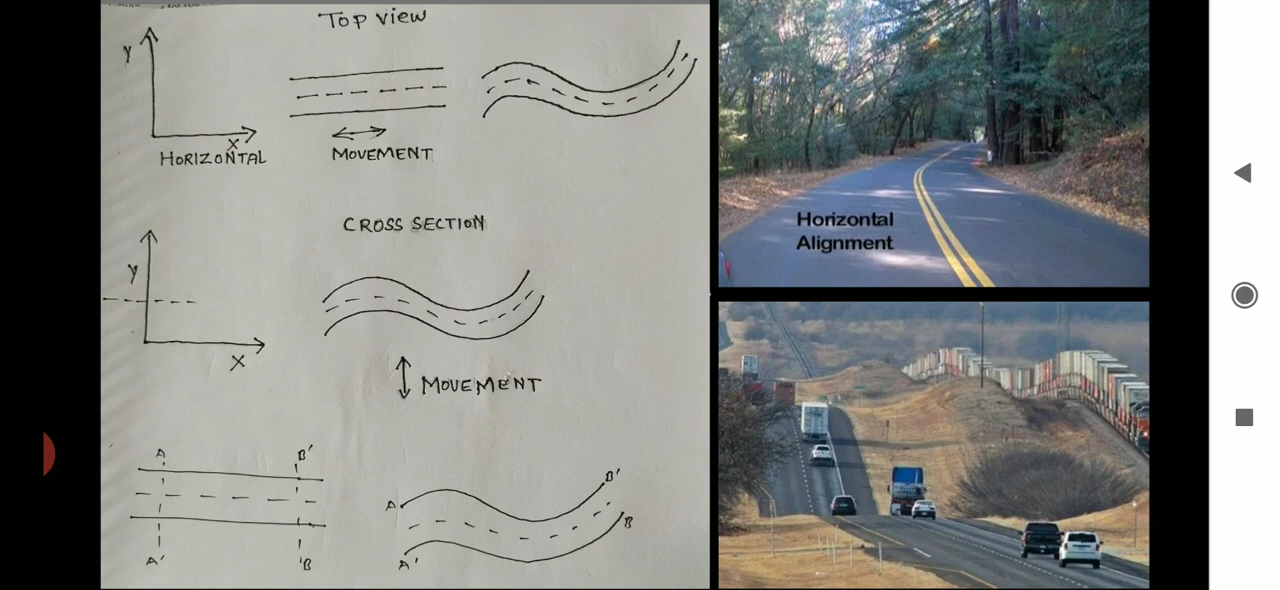 Top view
Y
X
HORIZONTAL
MOVEMENT
CROSS SECTION
Y
X
MOVEMENT
A
B'
A'
B
A
B'
A'
B
Horizontal
Alignment